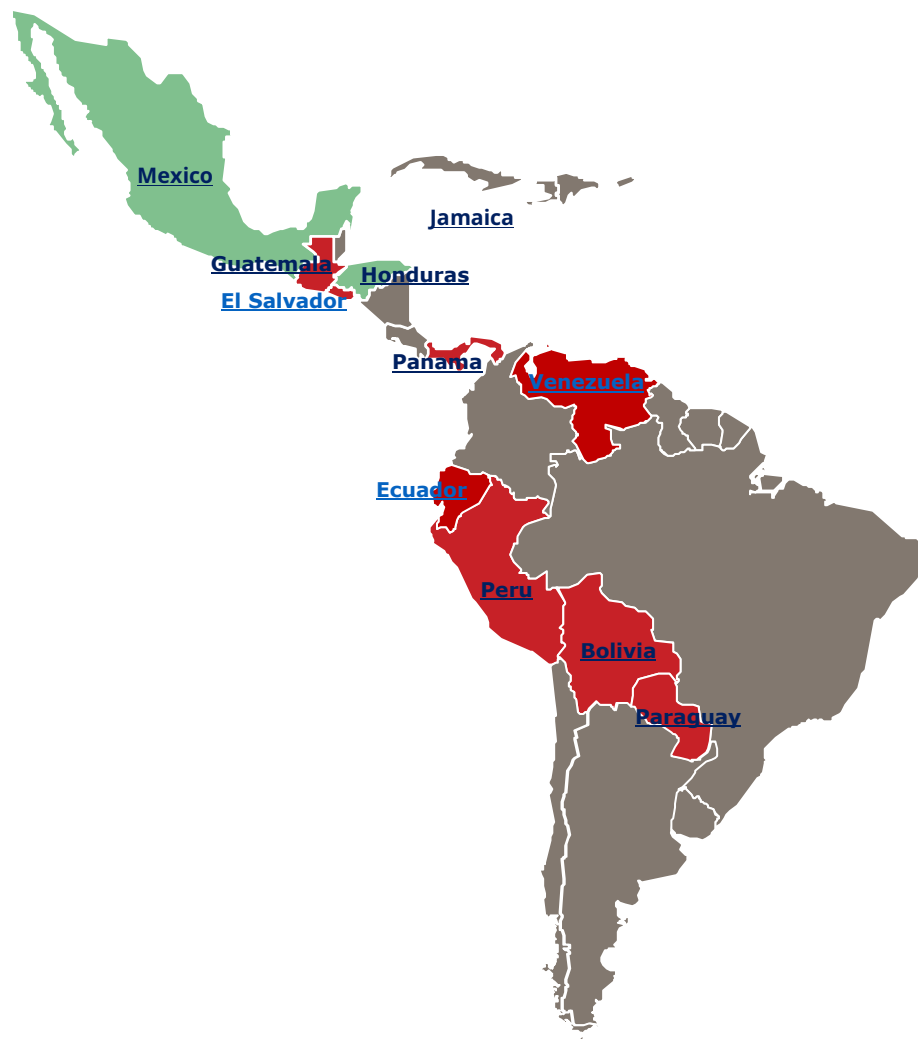 Mexico
Jamaica
Guatemala
Honduras
El Salvador
Panama
Venezuela
Ecuador
Peru
Bolivia
Paraguay